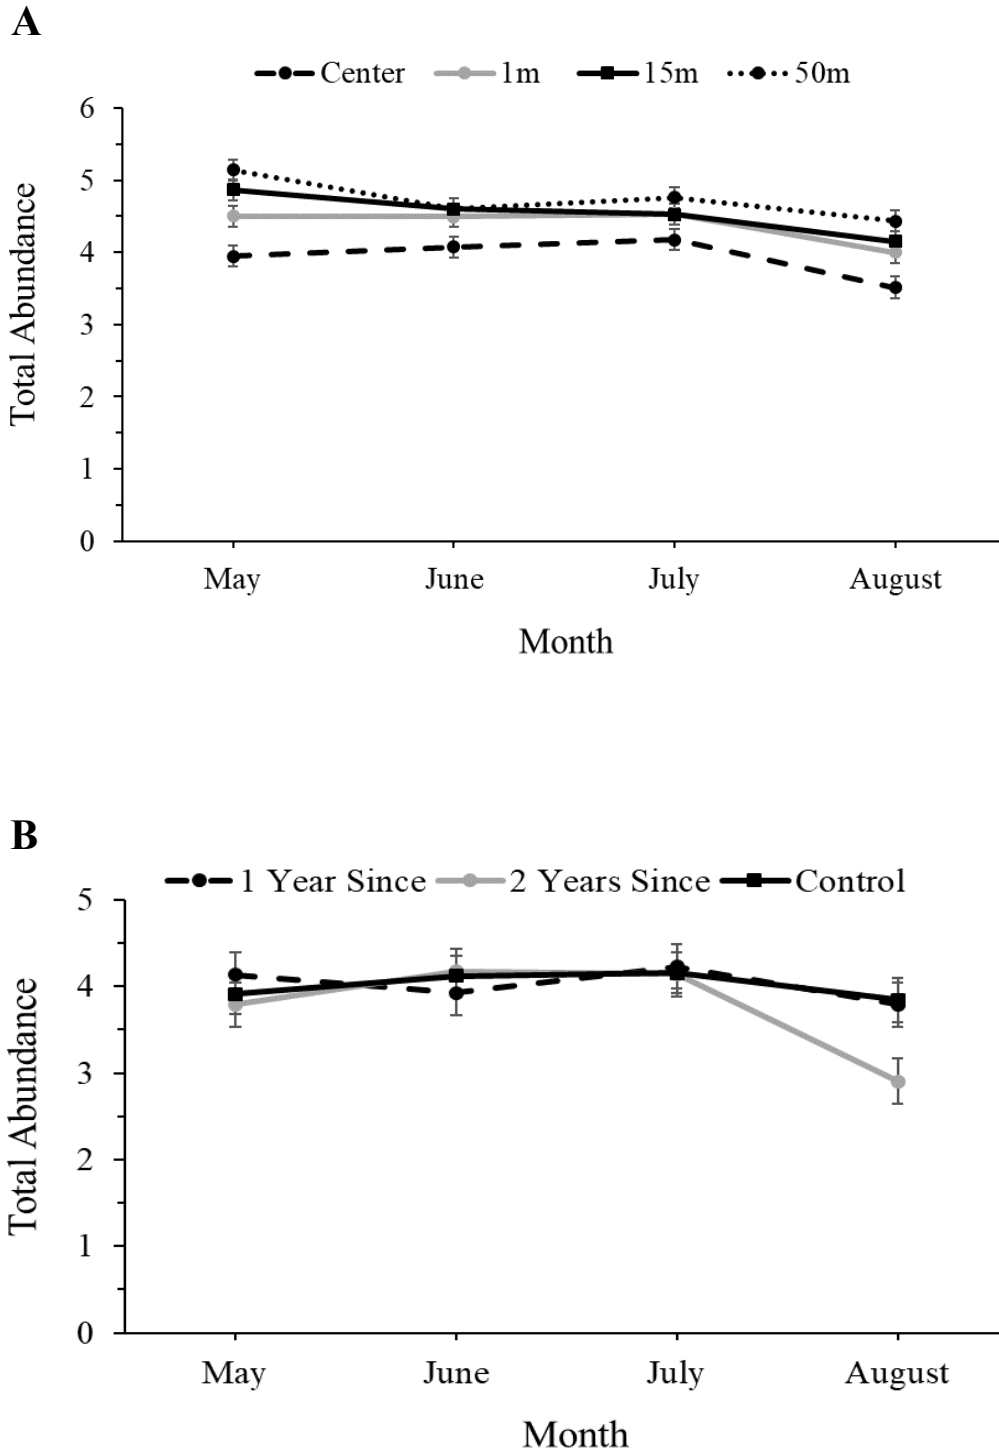 A
Center 1m 15m 50m
6
5
4
3
2
1
0
Total Abundance
May June July August
Month
B
1 Year Since 2 Years Since Control
5
4
3
2
1
0
Total Abundance
May June July August
Month